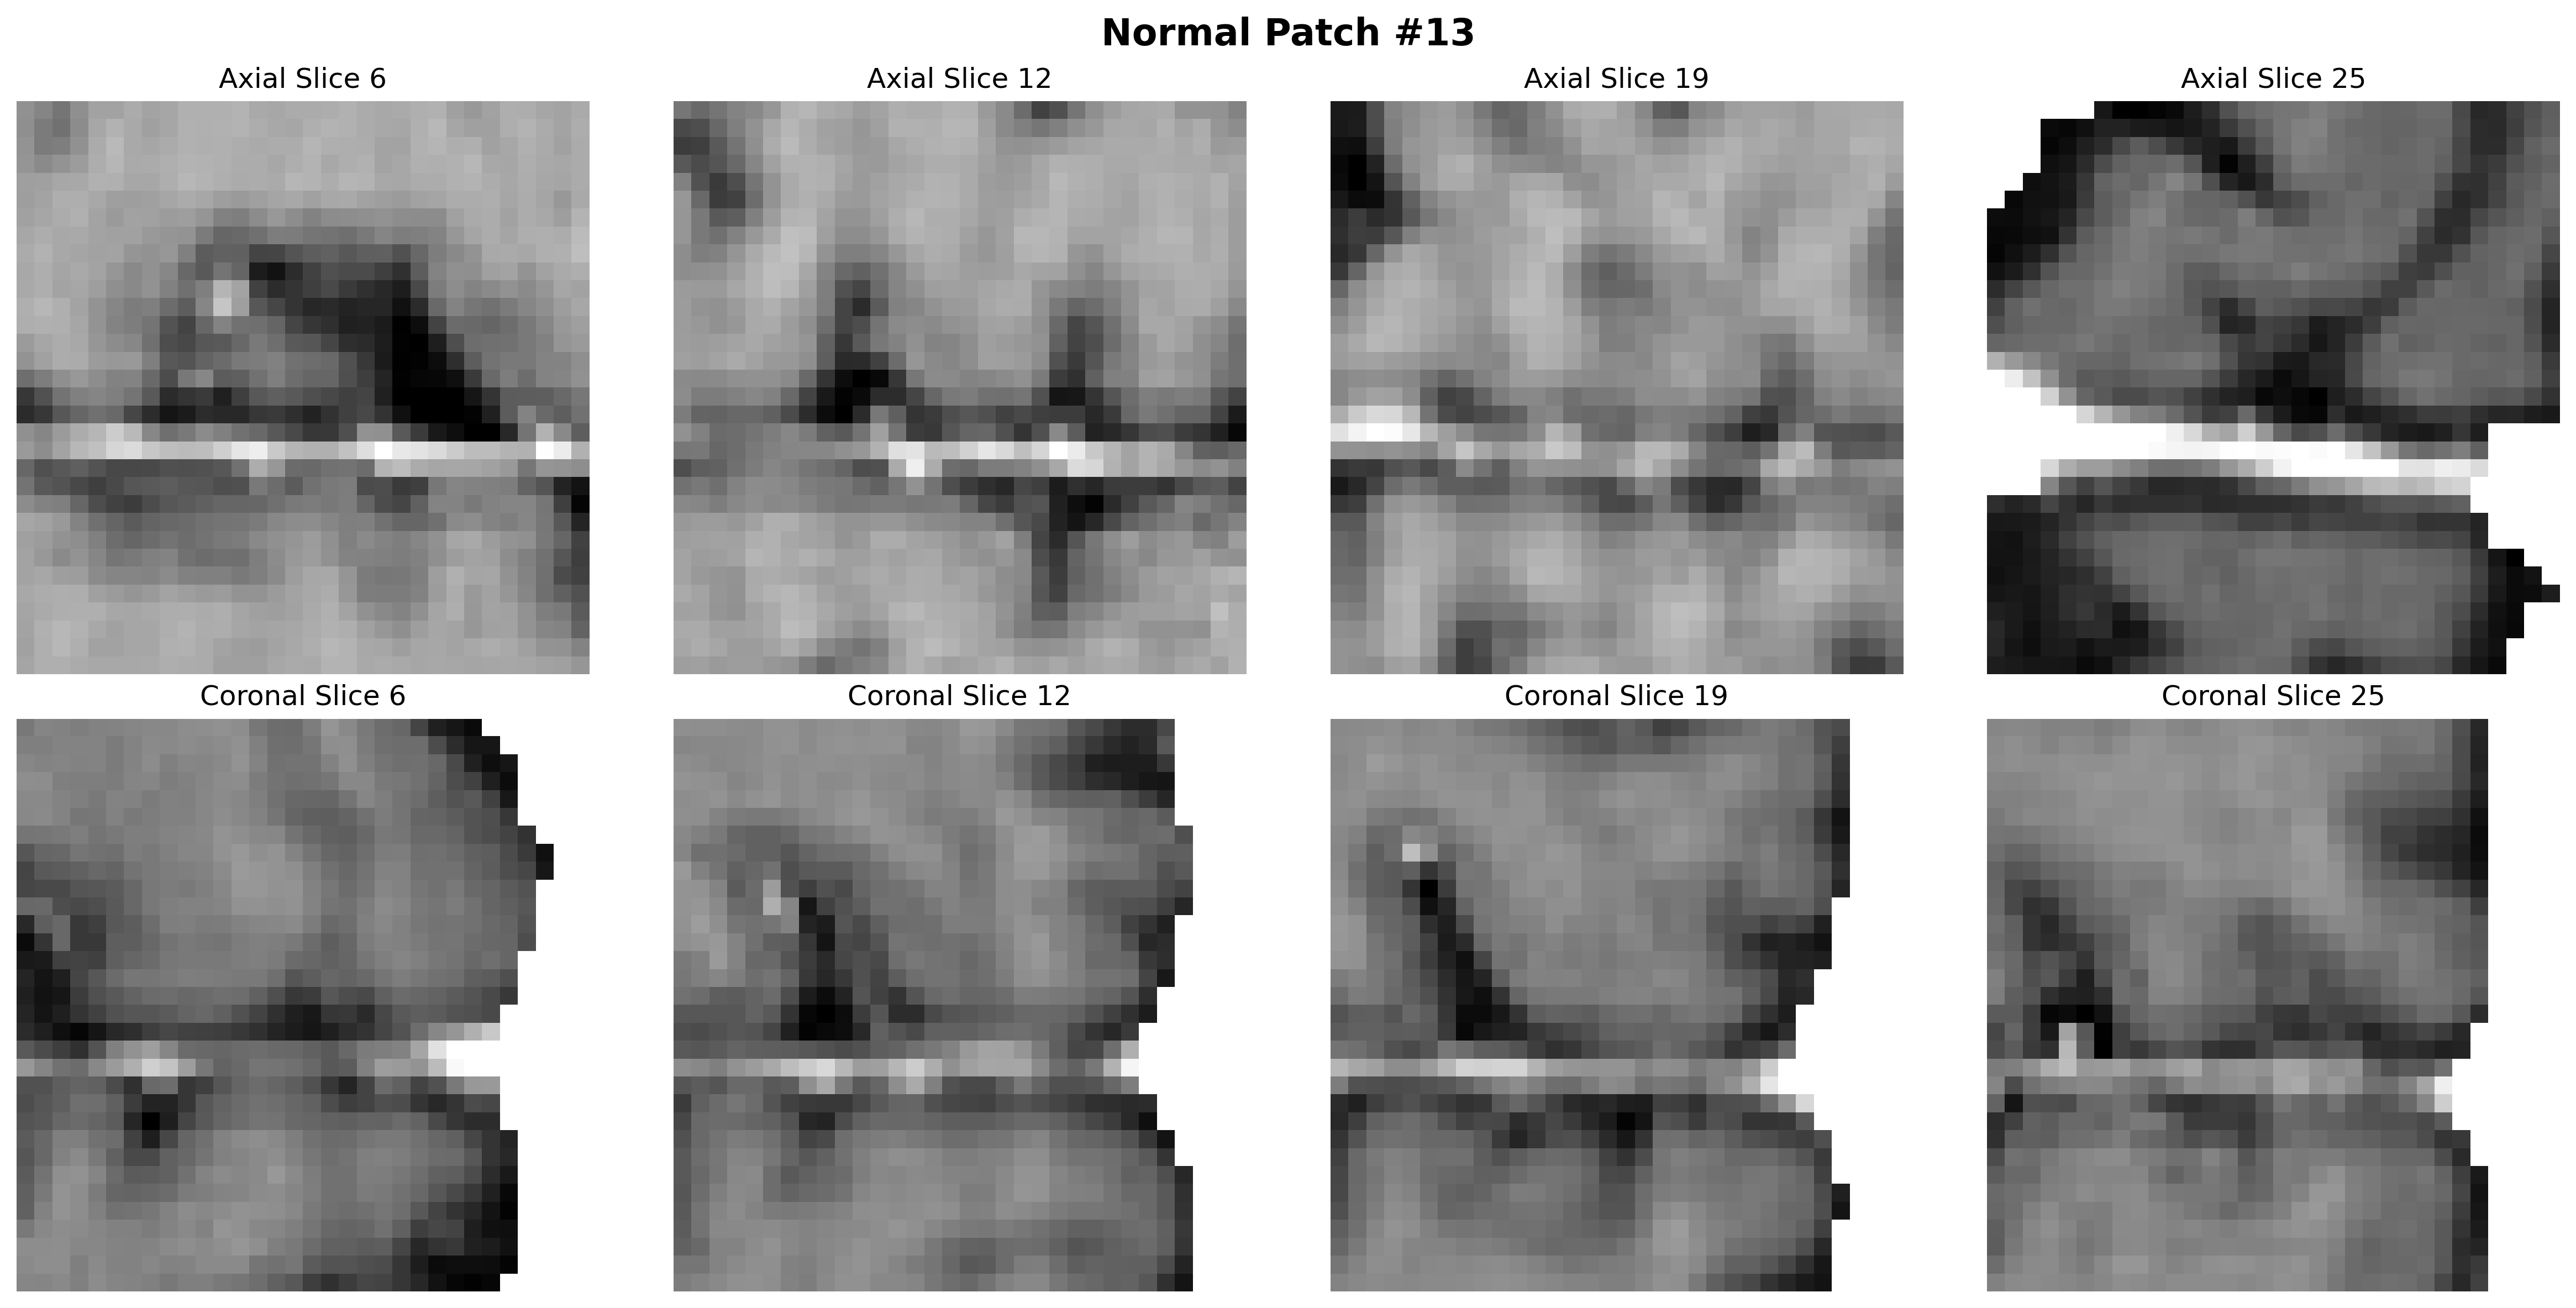 Normal Patch #13
Axial Slice 6
Axial Slice 12
Axial Slice 19
Axial Slice 25
Coronal Slice 6
Coronal Slice 12
Coronal Slice 19
Coronal Slice 25